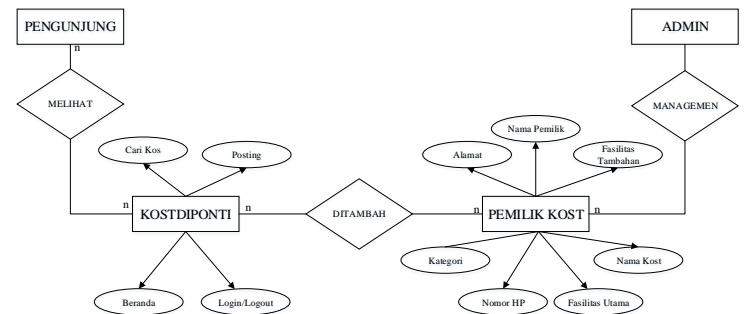 PENGUNJUNG
ADMIN
n
MELIHAT
MANAGEMEN
Nama Pemilik
Cari Kos
Posting
Alamat
Fasilitas
Tambahan
n
KOSTDIPONTI
n
DITAMBAH
n
PEMILIK KOST
n
Kategori
Nama Kost
Beranda
Login/Logout
Nomor HP
Fasilitas Utama